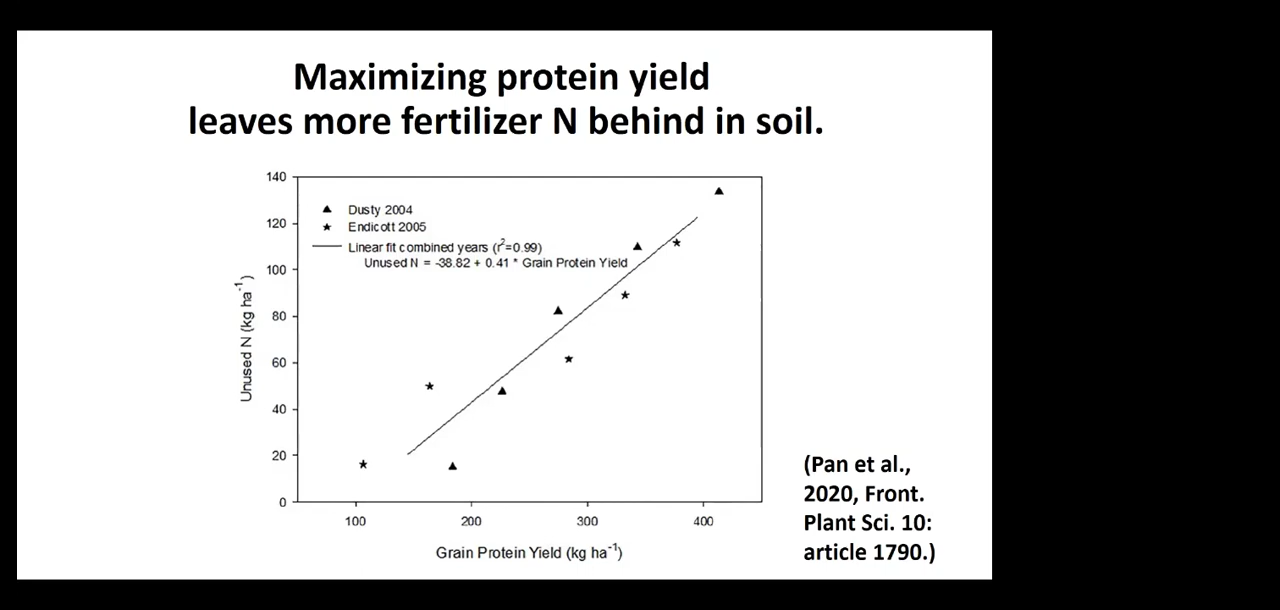 Maximizing protein yield
leaves more fertilizer N behind in soil.
140
120
100
80
60
40
20
0
Unused N (kg ha⁻¹)
Dusty 2004
Endicott 2005
Linear fit combined years (r²=0.99)
Unused N = -38.82 + 0.41 * Grain Protein Yield
100 200 300 400
Grain Protein Yield (kg ha⁻¹)
(Pan et al.,
2020, Front.
Plant Sci. 10:
article 1790.)